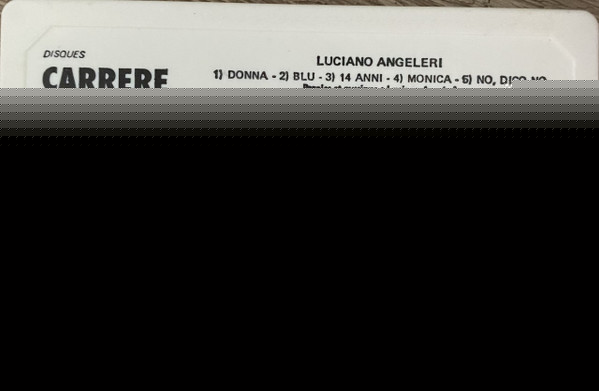 DISQUES
CARRERE
LUCIANO ANGELERI
1) DONNA - 2) BLU - 3) 14 ANNI - 4) MONICA - 5) NO, DICO NO